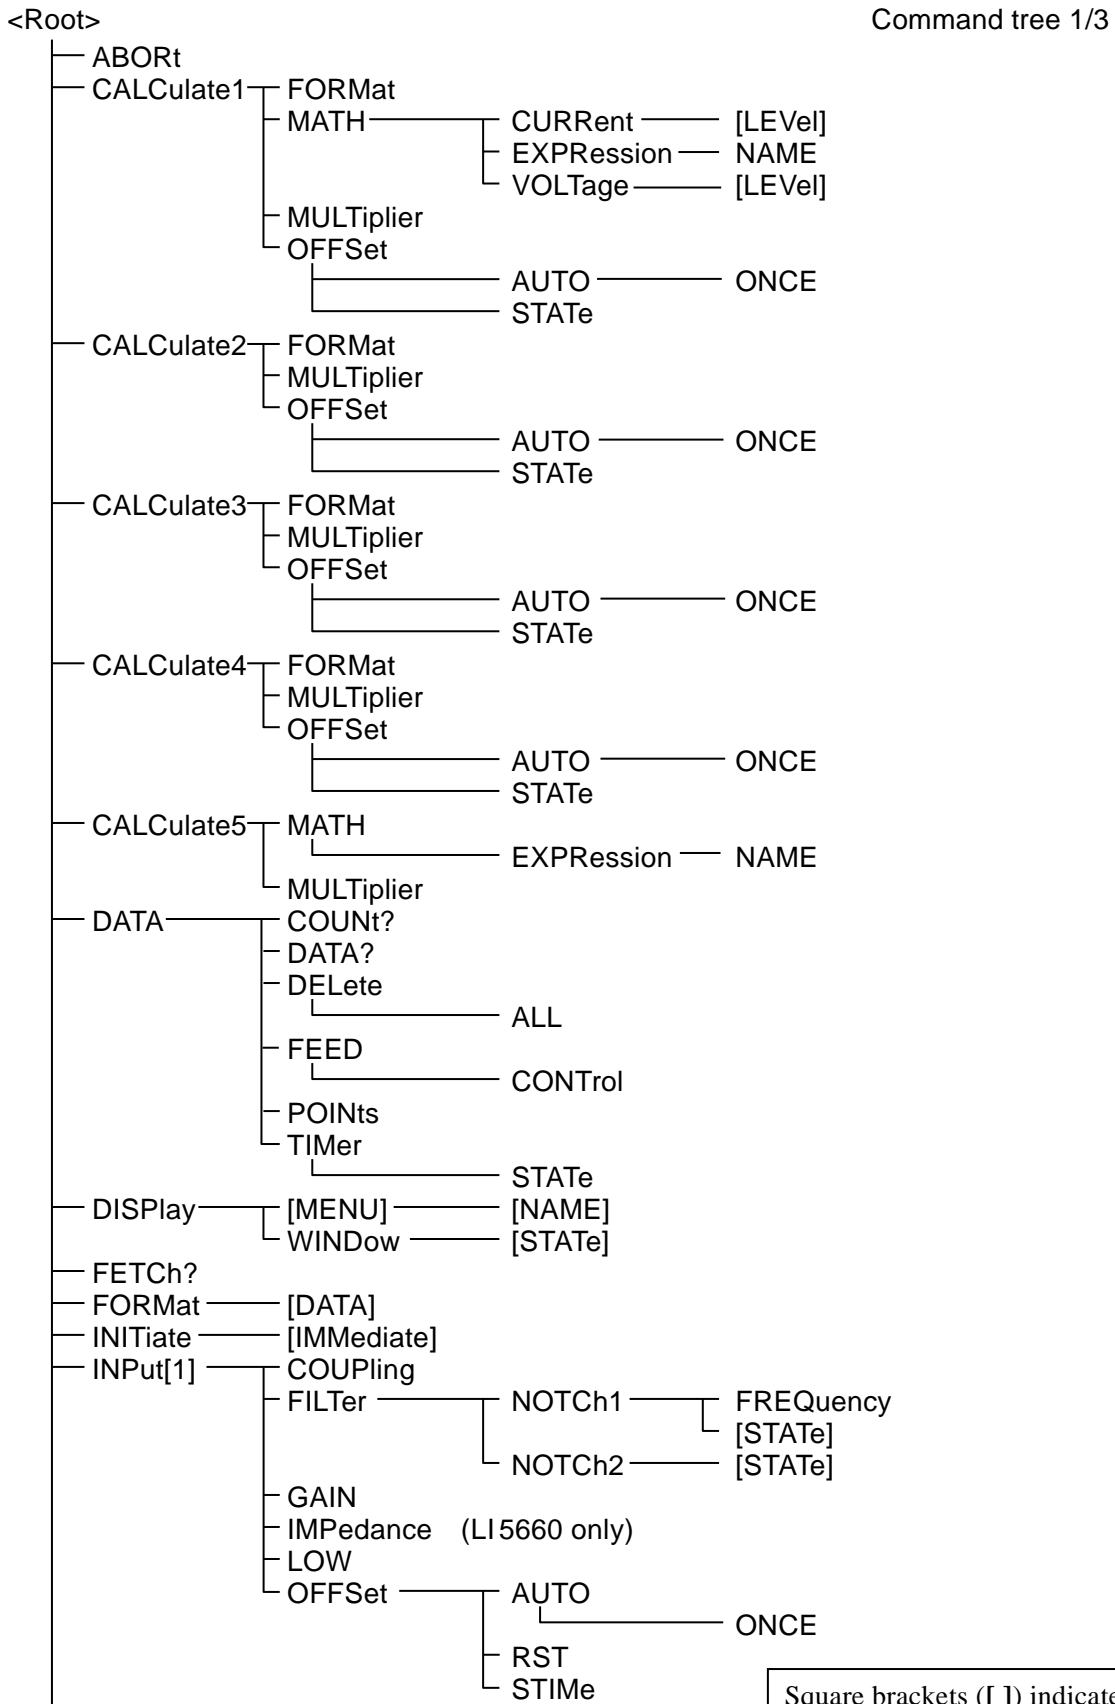 <Root> Command tree 1/3
ABORt
CALCulate1 FORMat
MATH CURRent [LEVel]
EXPRession NAME
VOLTage [LEVel]
MULTiplier
OFFSet
AUTO ONCE
STATe
CALCulate2 FORMat
MULTiplier
OFFSet
AUTO ONCE
STATe
CALCulate3 FORMat
MULTiplier
OFFSet
AUTO ONCE
STATe
CALCulate4 FORMat
MULTiplier
OFFSet
AUTO ONCE
STATe
CALCulate5 MATH
EXPRession NAME
MULTiplier
DATA COUNt?
DATA?
DELete
ALL
FEED
CONTrol
POINts
TIMer
STATe
DISPlay [MENU] [NAME]
WINDow [STATe]
FETCh?
FORMat [DATA]
INITiate [IMMediate]
INPut[1] COUPling
FILTer NOTCh1 FREQuency
[STATe]
NOTCh2 [STATe]
GAIN
IMPedance (LI 5660 only)
LOW
OFFSet AUTO
ONCE
RST
STIMe
Square brackets ([ ]) indicate